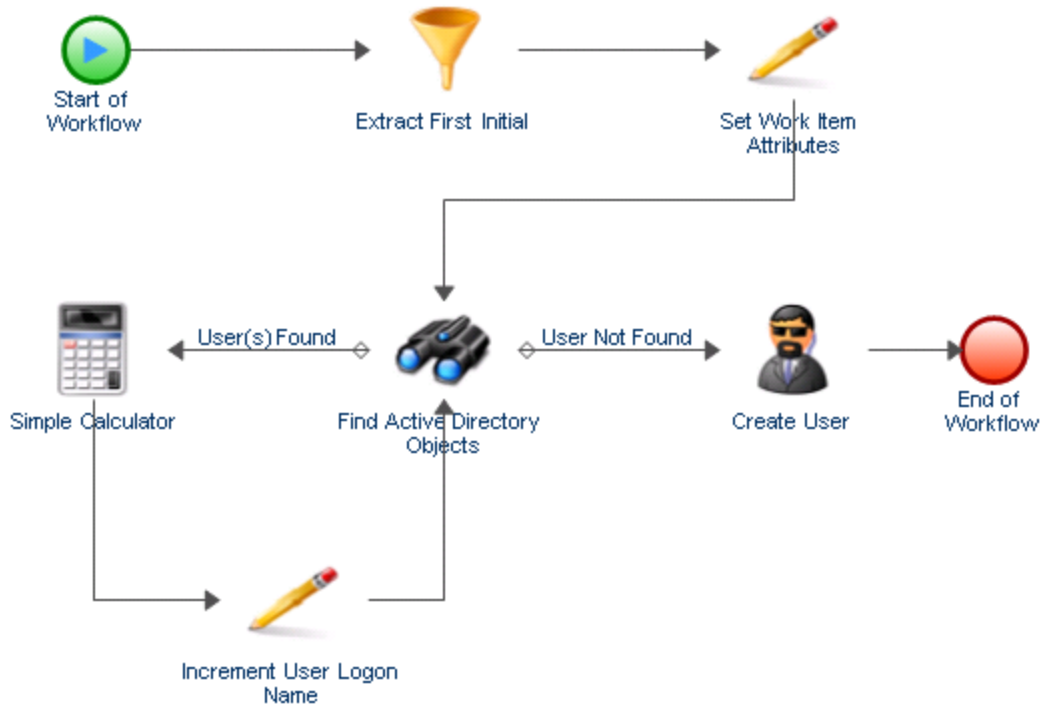 Start of
Workflow
Extract First Initial
Set Work Item
Attributes
User(s) Found
User Not Found
Simple Calculator
Find Active Directory
Objects
Create User
End of
Workflow
Increment User Logon
Name